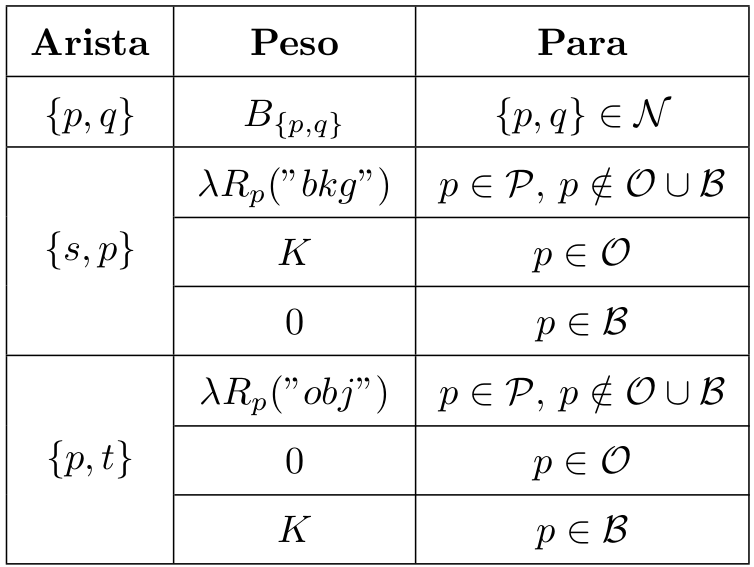 Arista Peso Para
{p, q} B_{p,q} {p, q} ∈ 𝒩
{s, p} λR_p(”bkg”) p ∈ 𝒫, p ∉ 𝒪 ∪ ℬ
K p ∈ 𝒪
0 p ∈ ℬ
{p, t} λR_p(”obj”) p ∈ 𝒫, p ∉ 𝒪 ∪ ℬ
0 p ∈ 𝒪
K p ∈ ℬ